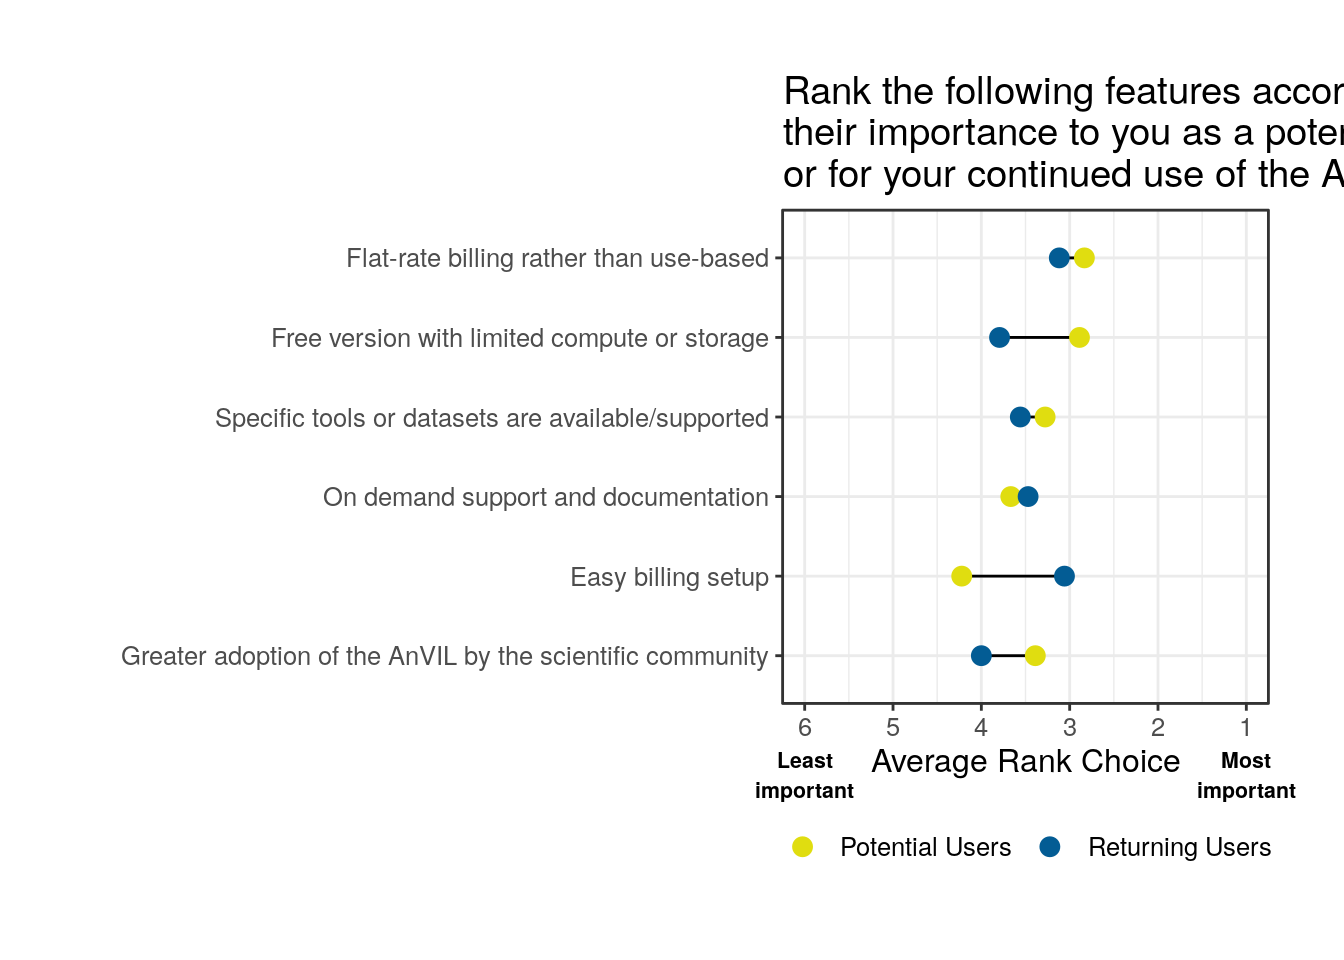 Rank the following features accor
their importance to you as a poten
or for your continued use of the A
Flat-rate billing rather than use-based
Free version with limited compute or storage
Specific tools or datasets are available/supported
On demand support and documentation
Easy billing setup
Greater adoption of the AnVIL by the scientific community
6 5 4 3 2 1
Least important
Average Rank Choice
Most important
Potential Users
Returning Users